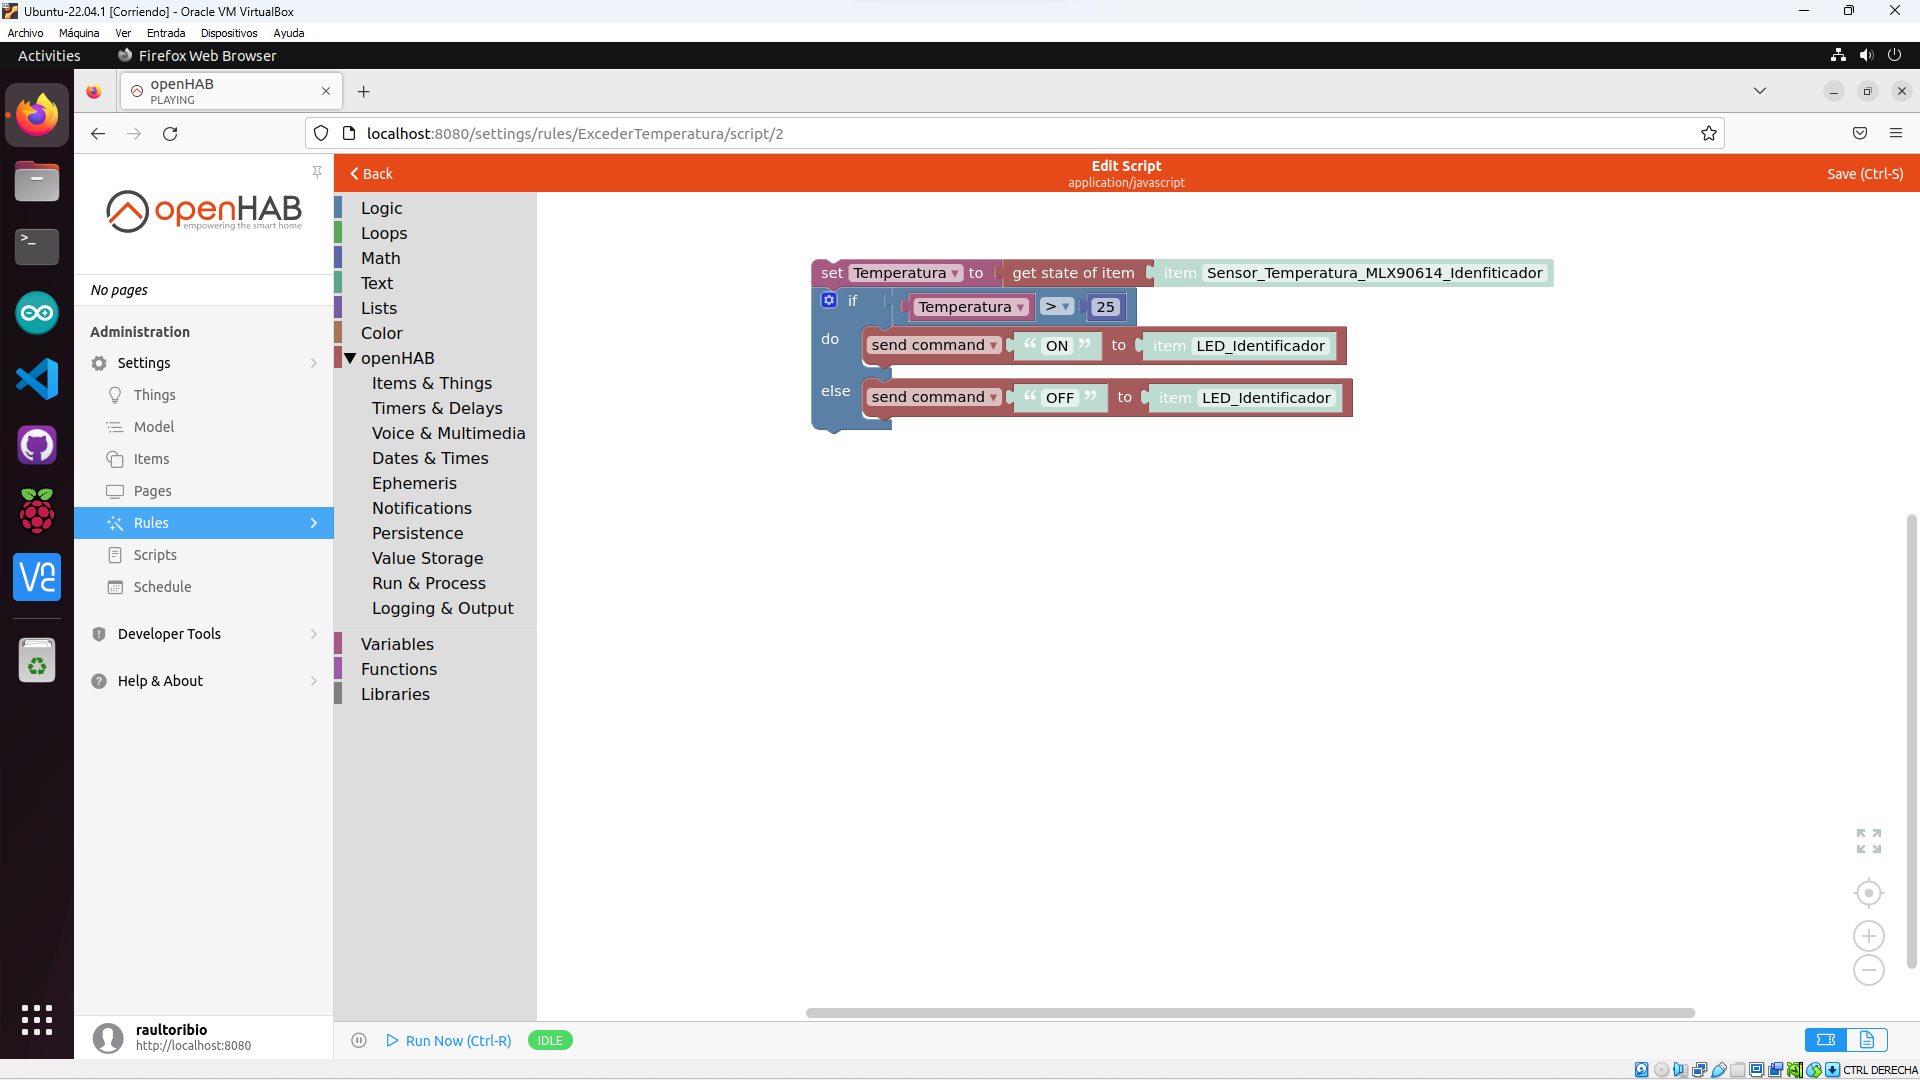 Ubuntu-22.04.1 [Corriendo] - Oracle VM VirtualBox
Archivo Máquina Ver Entrada Dispositivos Ayuda
Activities Firefox Web Browser
openHAB
PLAYING
localhost:8080/settings/rules/ExcederTemperatura/script/2
openHAB
empowering the smart home
No pages
Administration
Settings
Things
Model
Items
Pages
Rules
Scripts
Schedule
Developer Tools
Help & About
raultoribio
http://localhost:8080
Back
Edit Script
application/javascript
Save (Ctrl-S)
Logic
Loops
Math
Text
Lists
Color
openHAB
Items & Things
Timers & Delays
Voice & Multimedia
Dates & Times
Ephemeris
Notifications
Persistence
Value Storage
Run & Process
Logging & Output
Variables
Functions
Libraries
set Temperatura to get state of item item Sensor_Temperatura_MLX90614_Idenfiticador
if Temperatura > 25
do send command “ ON ” to item LED_Identificador
else send command “ OFF ” to item LED_Identificador
Run Now (Ctrl-R) IDLE
CTRL DERECHA